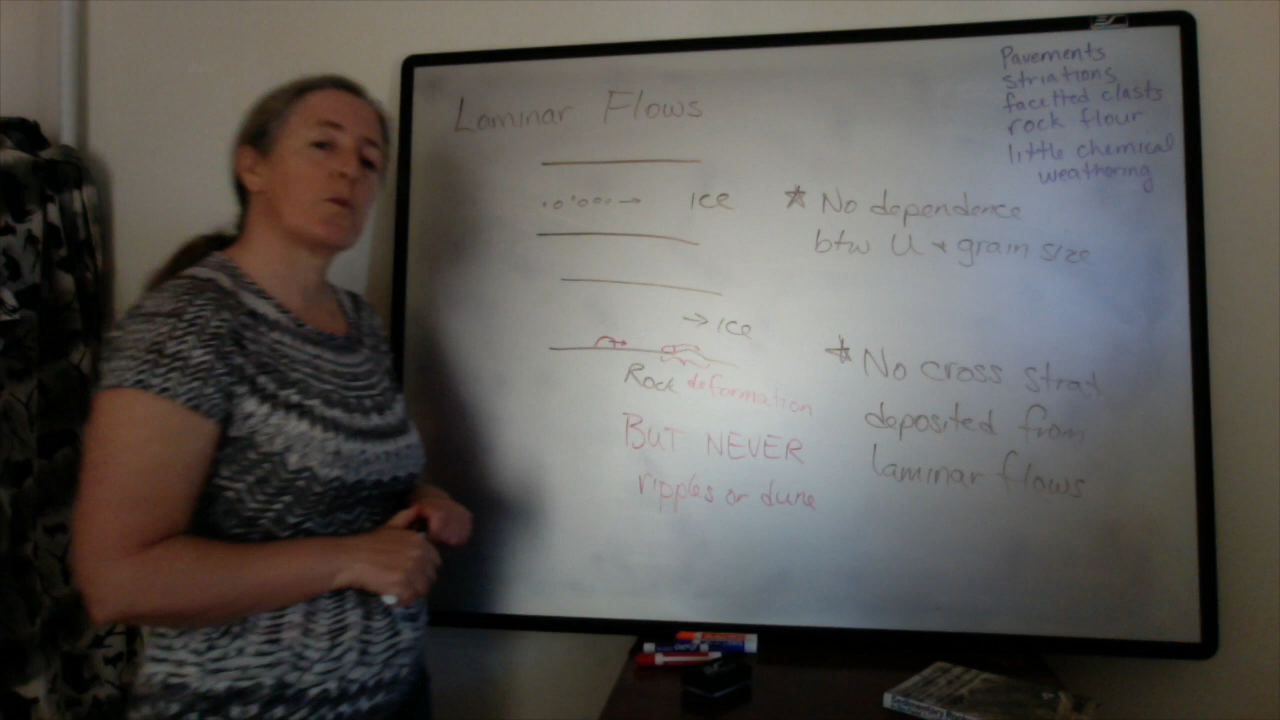 Laminar Flows
Pavements
striations
facetted clasts
rock flour
little chemical
weathering
ICE
* No dependence
btw U + grain size
→ ICE
Rock deformation
BUT NEVER
ripples or dune
* No cross strat
deposited from
laminar flows